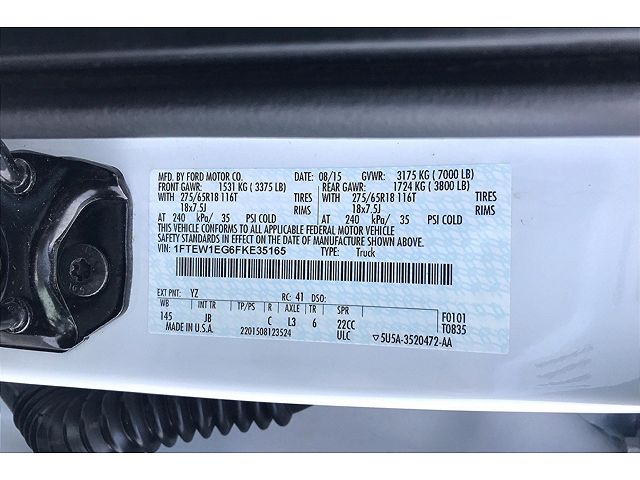 MFD. BY FORD MOTOR CO. DATE: 08/15 GVWR: 3175 KG ( 7000 LB)
FRONT GAWR: 1531 KG ( 3375 LB) REAR GAWR: 1724 KG ( 3800 LB)
WITH 275/65R18 116T TIRES WITH 275/65R18 116T TIRES
18x7.5J RIMS 18x7.5J RIMS
AT 240 kPa/ 35 PSI COLD AT 240 kPa/ 35 PSI COLD
THIS VEHICLE CONFORMS TO ALL APPLICABLE FEDERAL MOTOR VEHICLE
SAFETY STANDARDS IN EFFECT ON THE DATE OF MANUFACTURE SHOWN ABOVE.
VIN: 1FTEW1EG6FKE35165 TYPE: Truck
EXT PNT: YZ RC: 41 DSO: F0101
WB INT TR TP/PS R AXLE TR SPR T0835
145 JB C L3 6 22CC
MADE IN U.S.A. 2201508123524 ULC 5U5A-3520472-AA